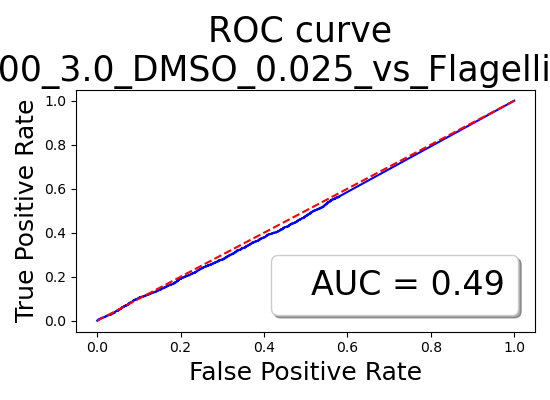 ROC curve
00_3.0_DMSO_0.025_vs_Flagelli
True Positive Rate
1.0
0.8
0.6
0.4
0.2
0.0
AUC = 0.49
0.0 0.2 0.4 0.6 0.8 1.0
False Positive Rate